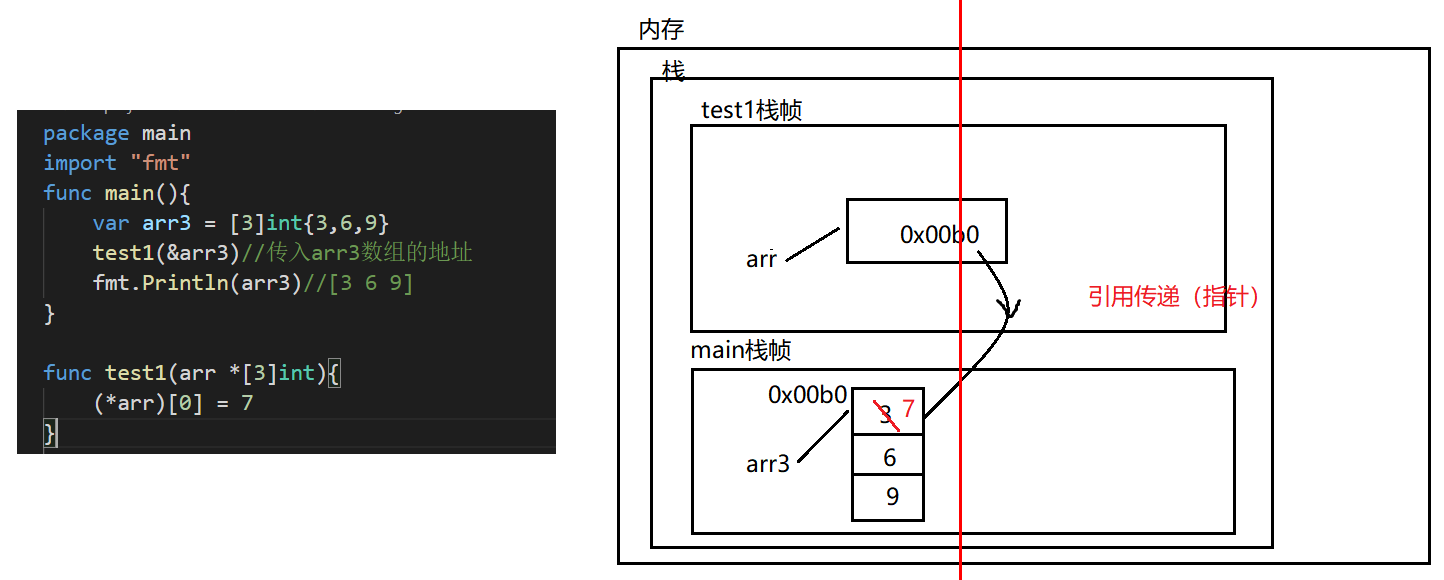 package main
import "fmt"
func main(){
var arr3 = [3]int{3,6,9}
test1(&arr3)//传入arr3数组的地址
fmt.Println(arr3)//[3 6 9]
}
func test1(arr *[3]int){
(*arr)[0] = 7
}
内存
栈
test1栈帧
0x00b0
arr
引用传递（指针）
main栈帧
0x00b0
3 7
arr3
6
9